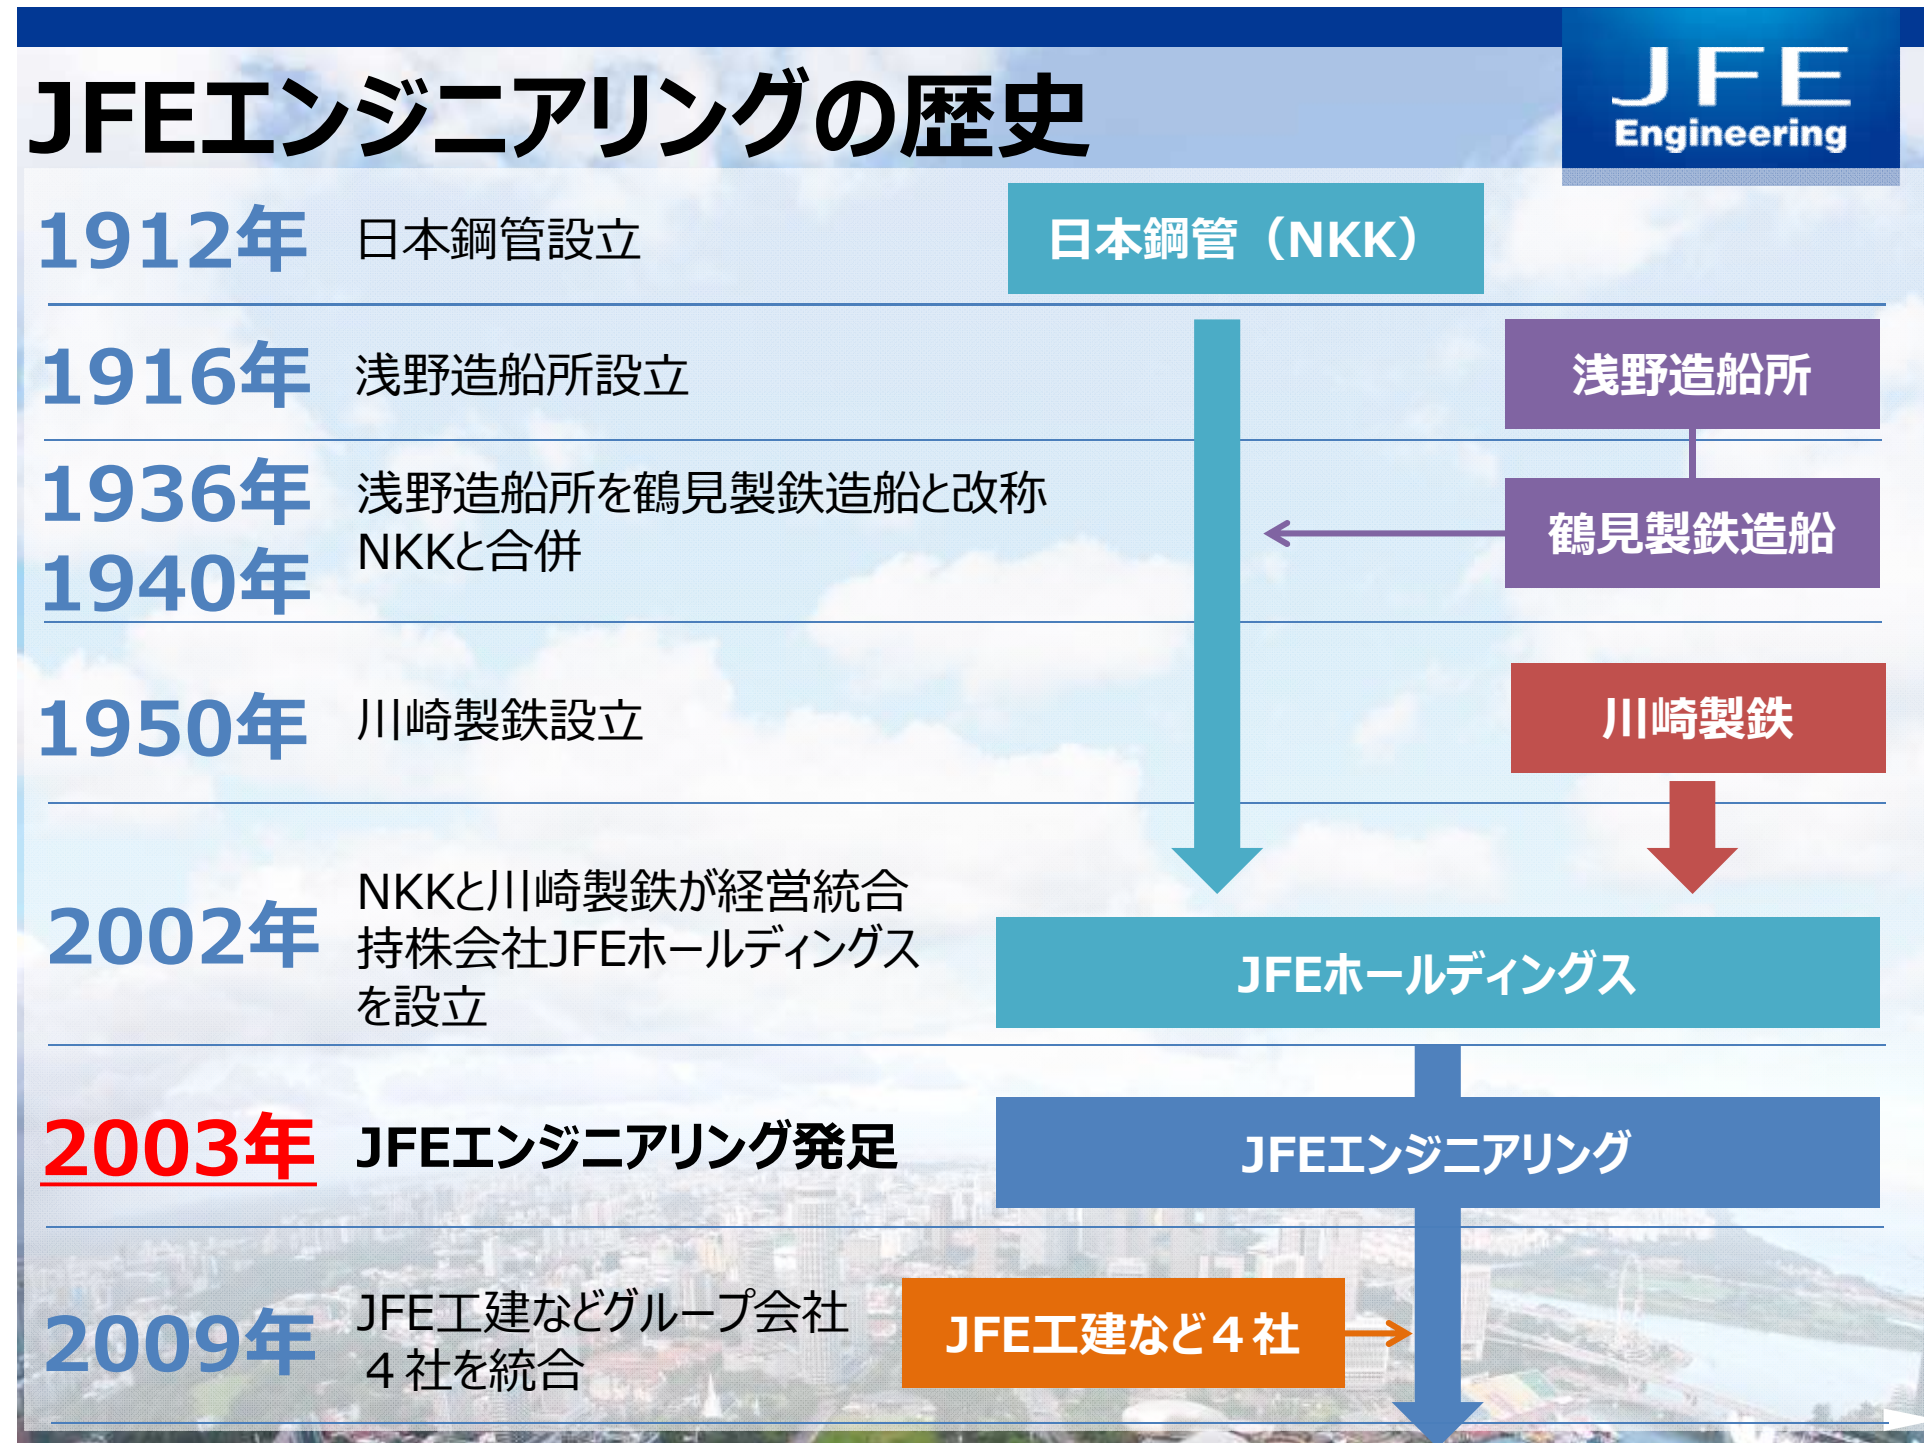 JFEエンジニアリングの歴史
JFE
Engineering
1912年
日本鋼管設立
日本鋼管（NKK）
1916年
浅野造船所設立
浅野造船所
1936年
浅野造船所を鶴見製鉄造船と改称
1940年
NKKと合併
鶴見製鉄造船
1950年
川崎製鉄設立
川崎製鉄
2002年
NKKと川崎製鉄が経営統合
持株会社JFEホールディングス
を設立
JFEホールディングス
2003年
JFEエンジニアリング発足
JFEエンジニアリング
2009年
JFE工建などグループ会社
４社を統合
JFE工建など４社